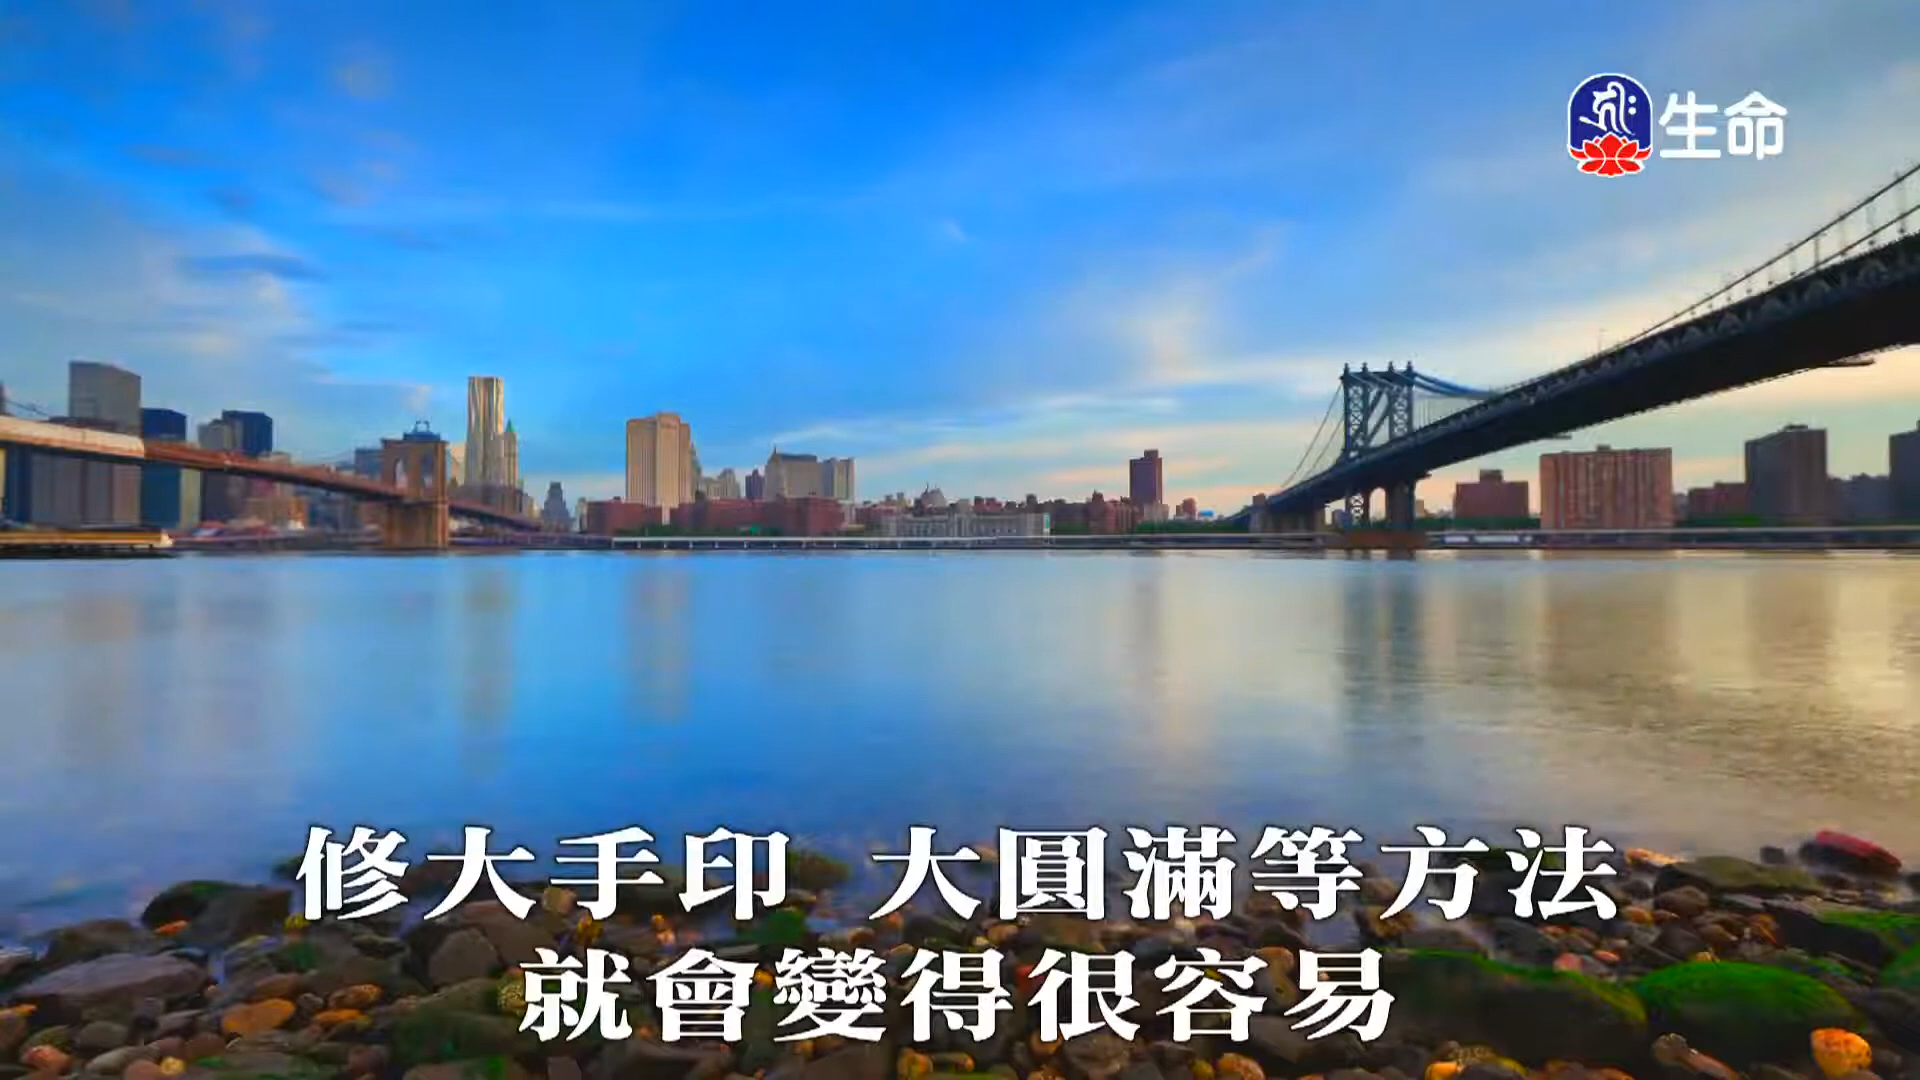 生命
修大手印 大圓滿等方法
就會變得很容易